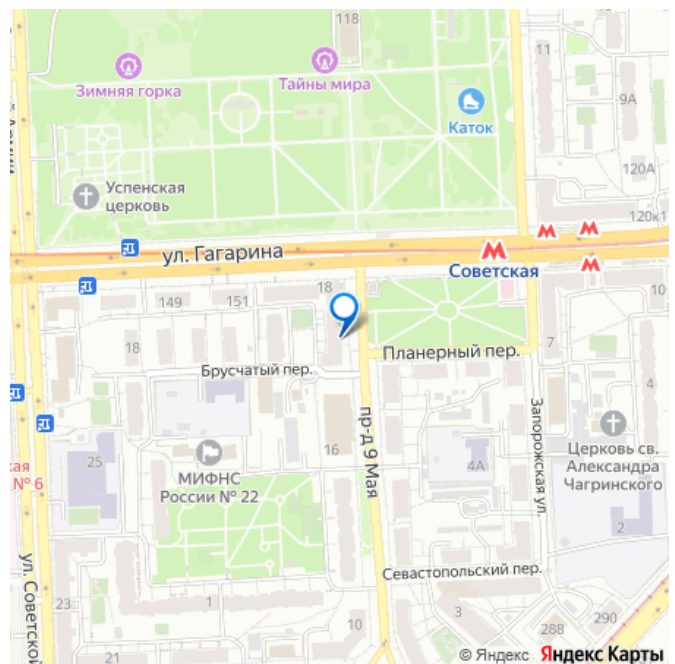 118
11
Зимняя горка
Тайны мира
9А
Каток
120А
Успенская
церковь
120к1
ул. Гагарина
М
М
М
М
Советская
149
151
18
10
18
7
Планерный пер.
Брусчатый пер.
4
пр-д 9 Мая
Запорожская ул.
16
Церковь св.
Александра
Чагринского
25
4А
МИФНС
России № 22
кая
№ 6
2
ул. Советской
Севастопольский пер.
23
1
3
10
288
290
21
© Яндекс Яндекс Карты